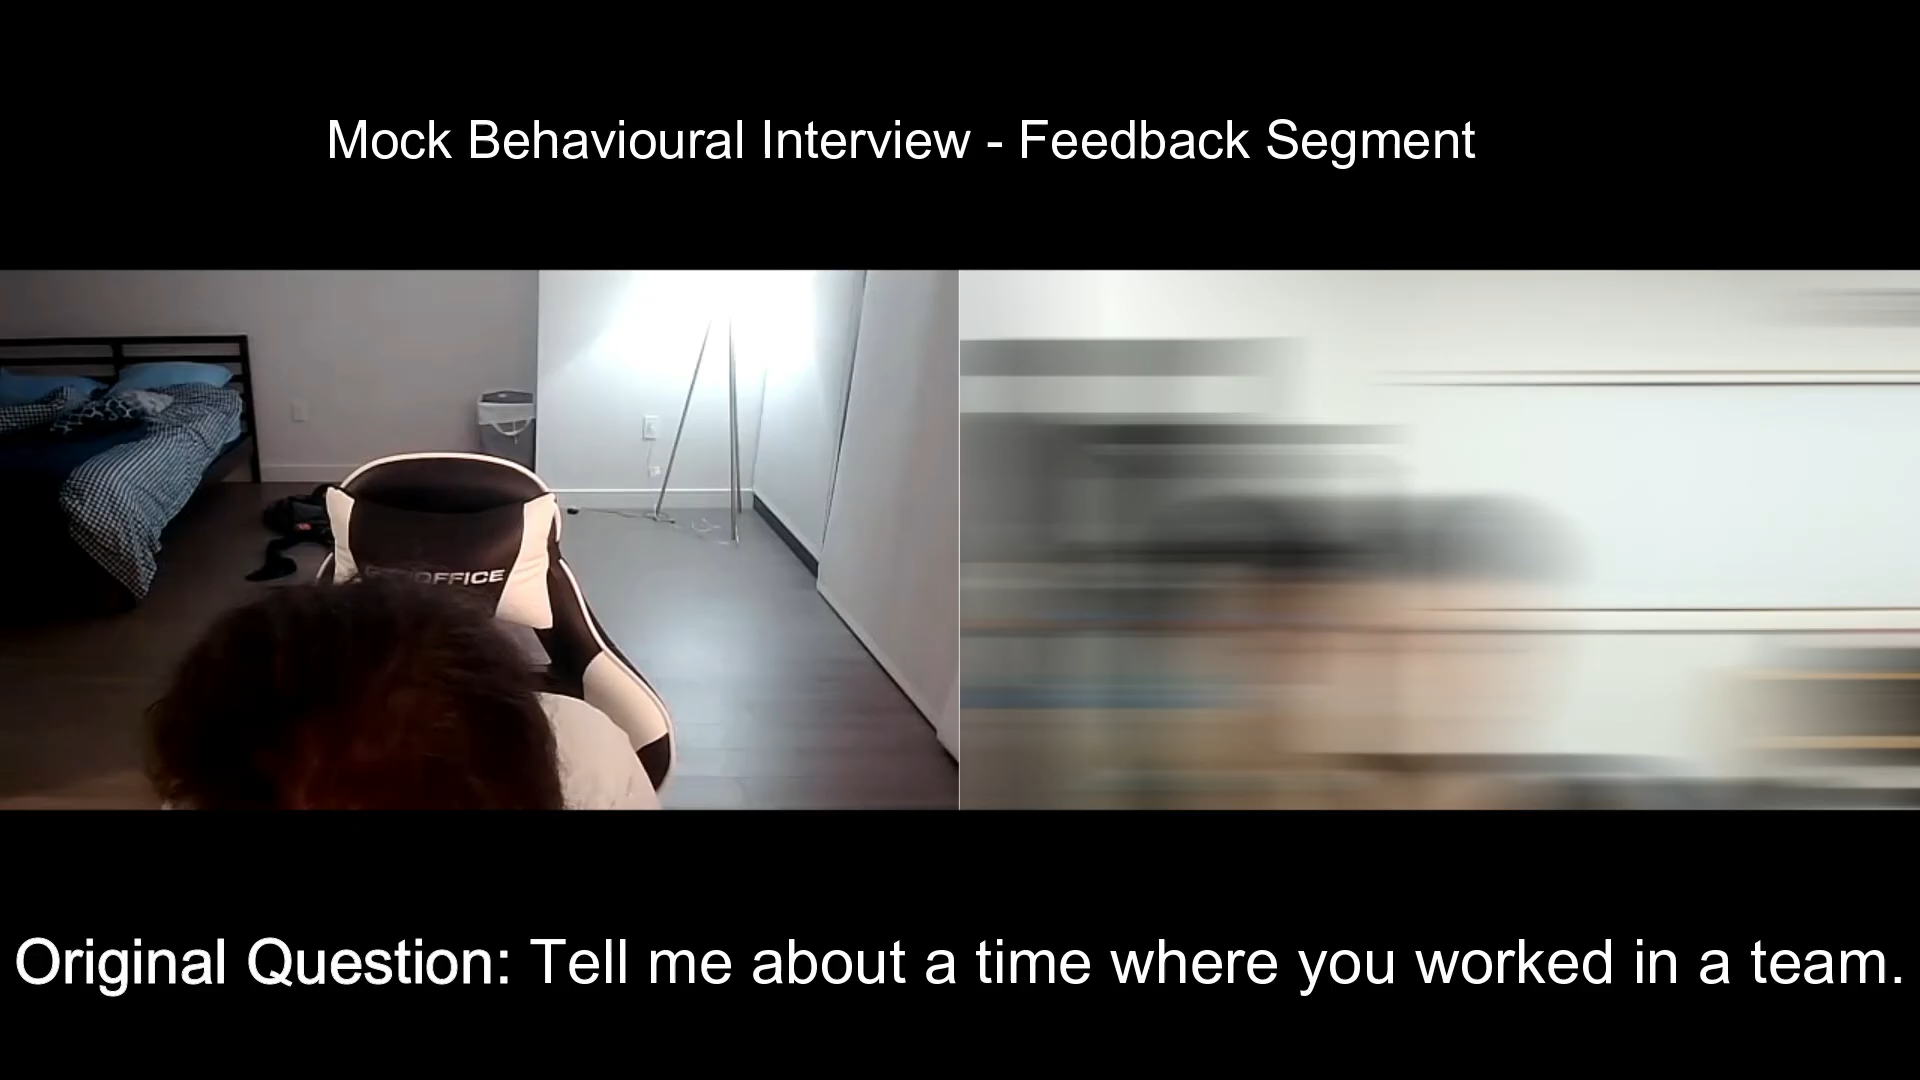 Mock Behavioural Interview - Feedback Segment
OFFICE
Original Question: Tell me about a time where you worked in a team.